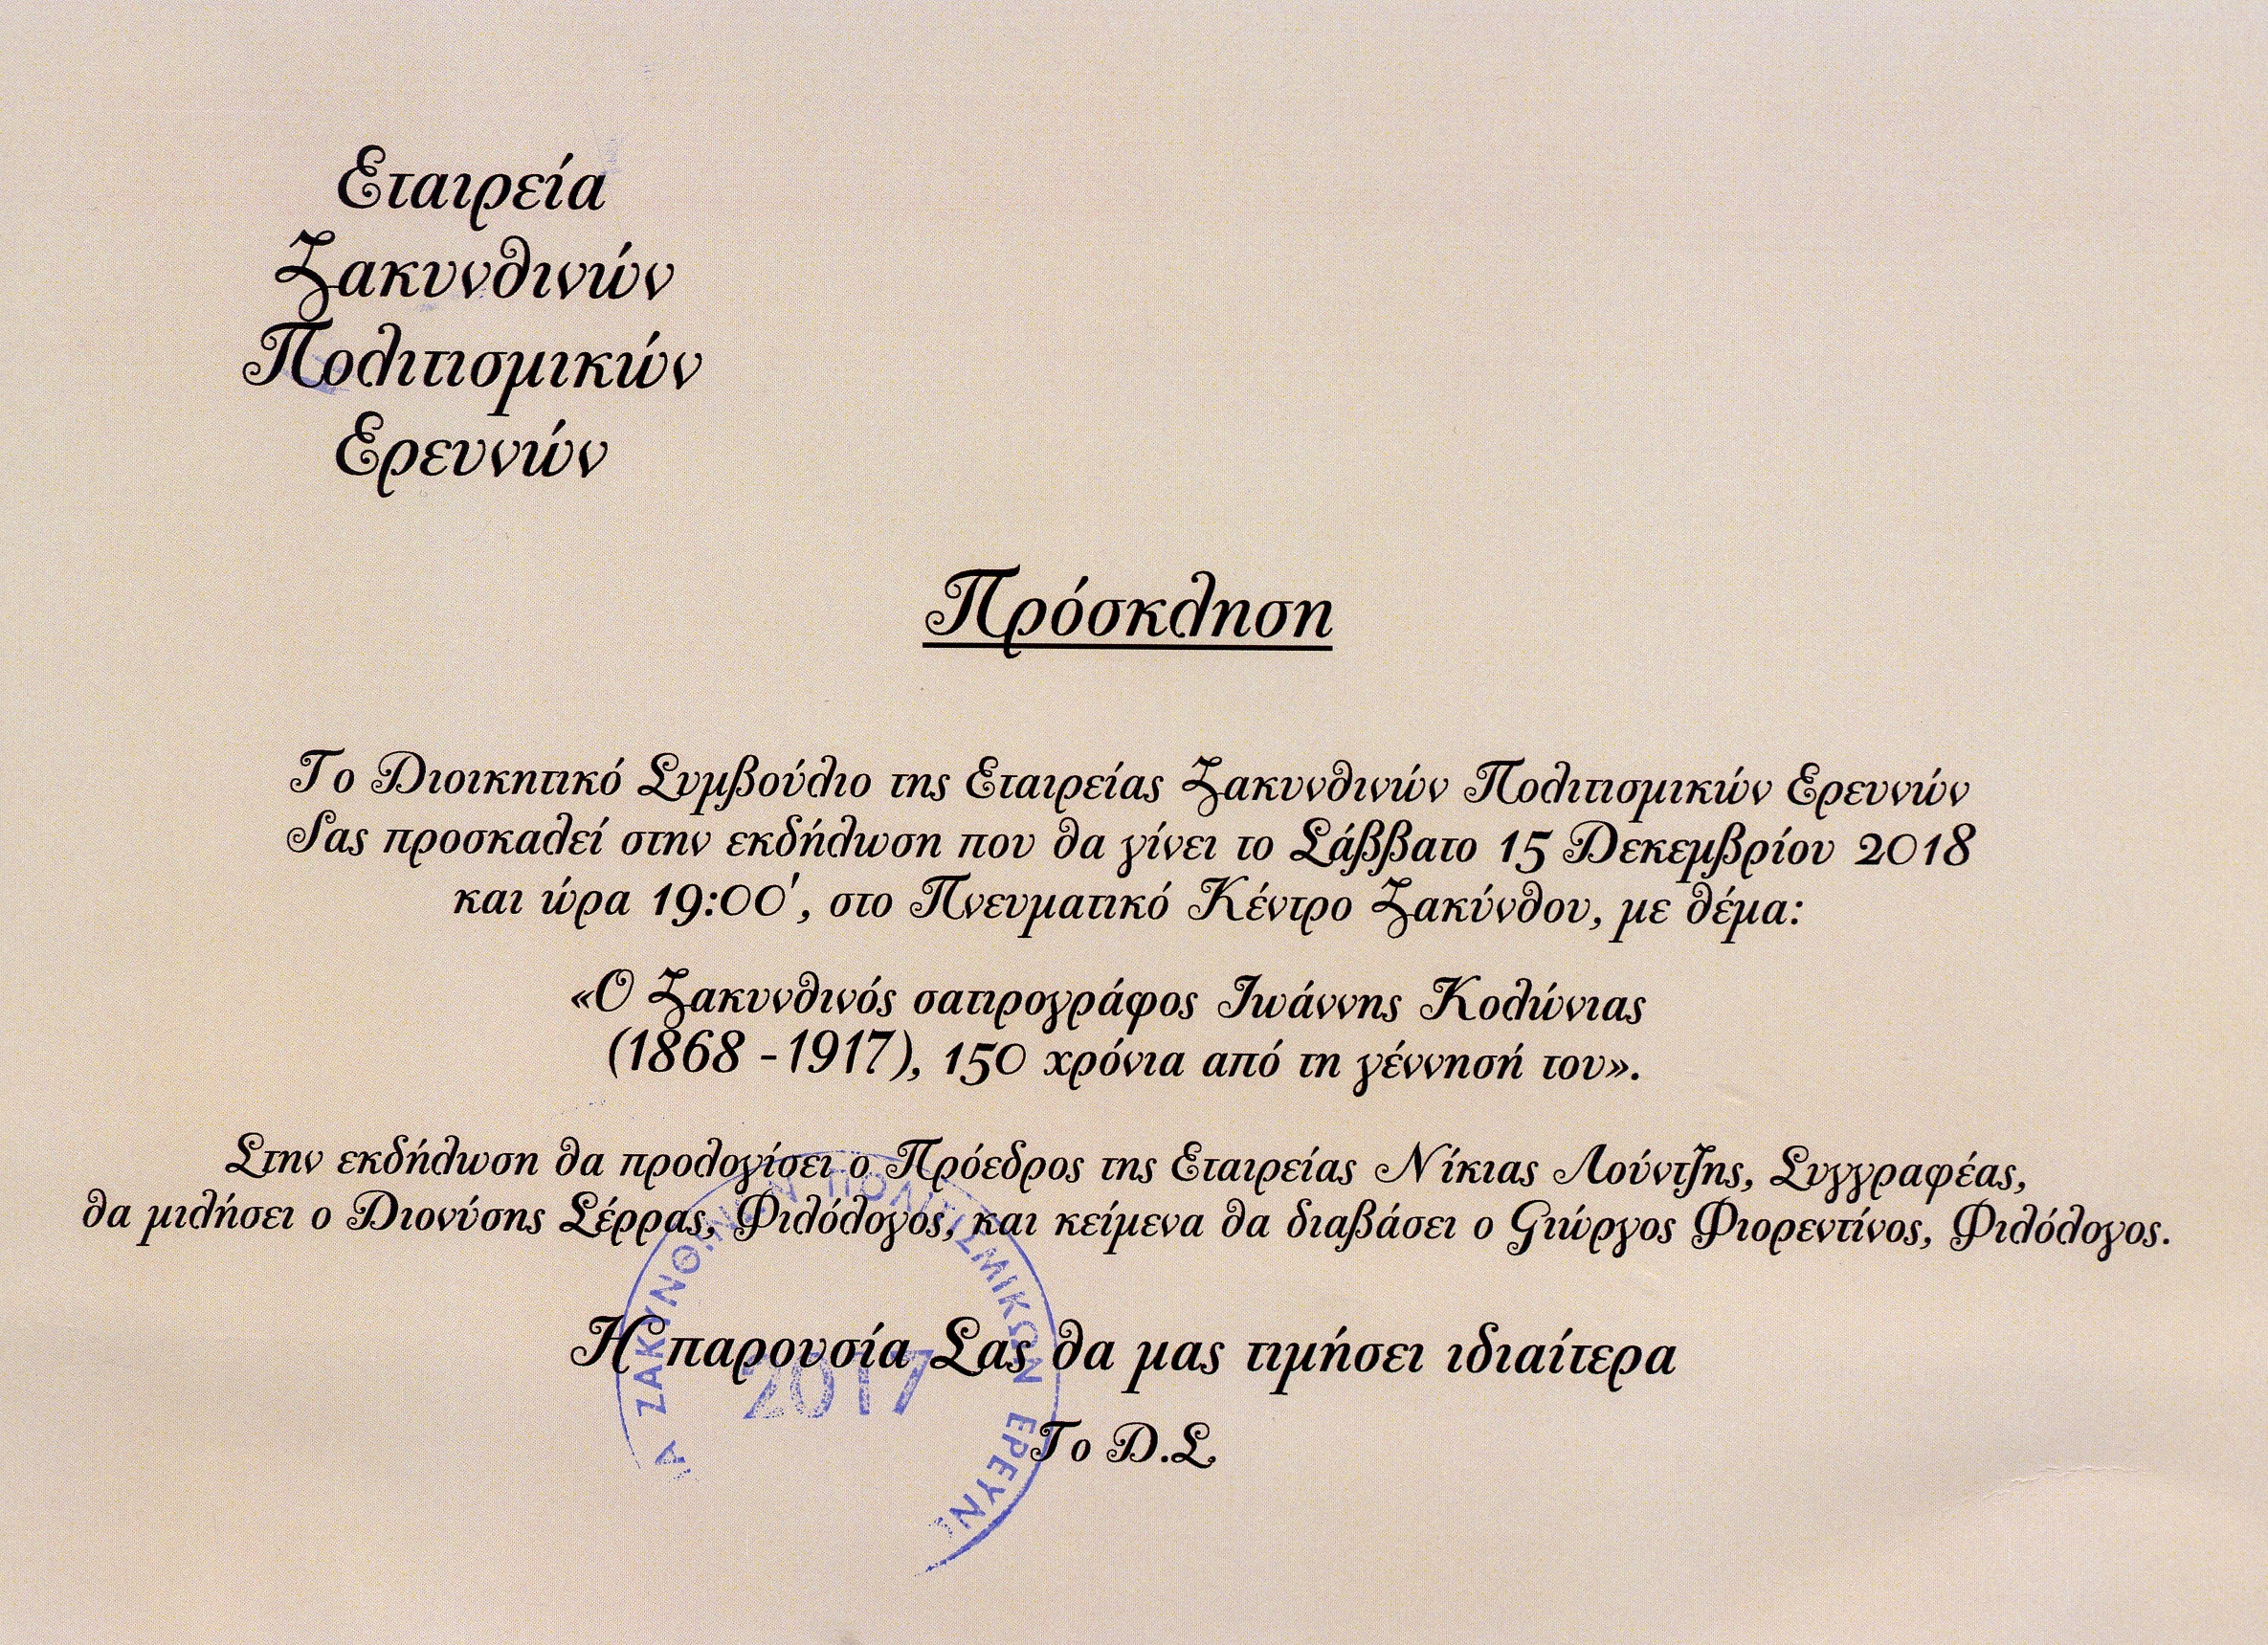 Εταιρεία
Ζακυνθινών
Πολιτισμικών
Ερευνών
Πρόσκληση
Το Διοικητικό Συμβούλιο της Εταιρείας Ζακυνθινών Πολιτισμικών Ερευνών
Σας προσκαλεί στην εκδήλωση που θα γίνει το Σάββατο 15 Δεκεμβρίου 2018
και ώρα 19:00', στο Πνευματικό Κέντρο Ζακύνθου, με θέμα:
«Ο Ζακυνθινός σατιρογράφος Ιωάννης Κολώνιας
(1868 - 1917), 150 χρόνια από τη γέννησή του».
Στην εκδήλωση θα προλογίσει ο Πρόεδρος της Εταιρείας Νίκιας Λούντζης, Συγγραφέας,
θα μιλήσει ο Διονύσης Σέρρας, Φιλόλογος, και κείμενα θα διαβάσει ο Γιώργος Φιορεντίνος, Φιλόλογος.
Η παρουσία Σας θα μας τιμήσει ιδιαίτερα
Το Δ.Σ.
ΖΑΚΥΝΘΙΝΩΝ ΠΟΛΙΤΙΣΜΙΚΩΝ
2017